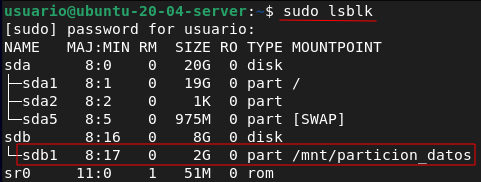 usuario@ubuntu-20-04-server:~$ sudo lsblk
[sudo] password for usuario:
NAME   MAJ:MIN RM  SIZE RO TYPE MOUNTPOINT
sda      8:0    0   20G  0 disk
├─sda1   8:1    0   19G  0 part /
├─sda2   8:2    0    1K  0 part
└─sda5   8:5    0  975M  0 part [SWAP]
sdb      8:16   0    8G  0 disk
└─sdb1   8:17   0    2G  0 part /mnt/particion_datos
sr0     11:0    1   51M  0 rom